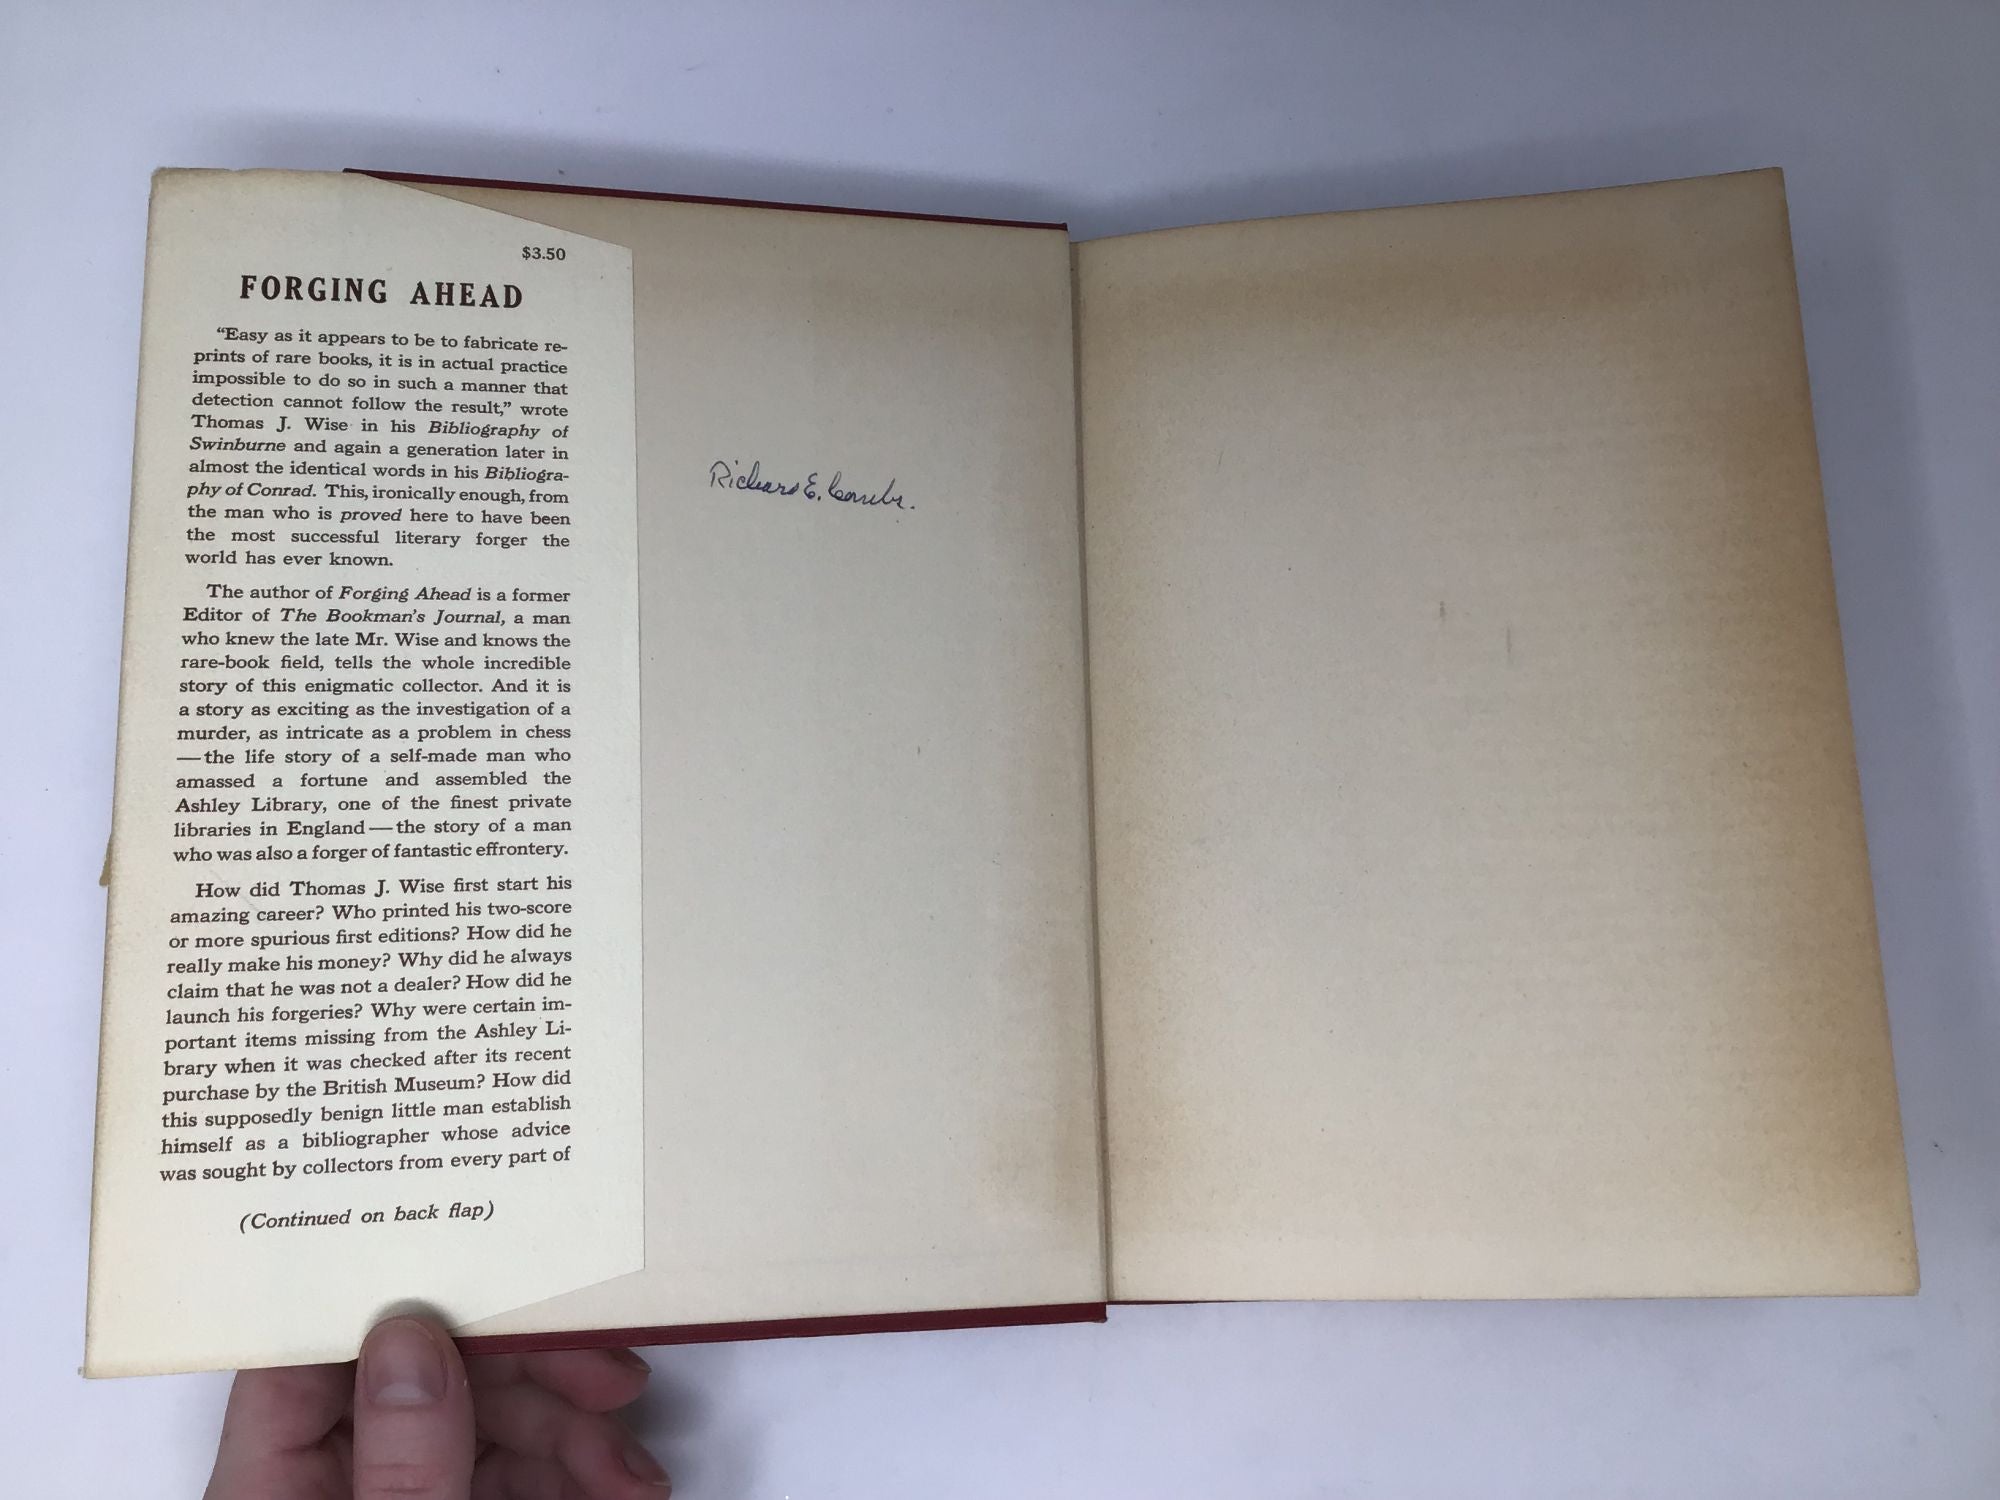 $3.50
FORGING AHEAD
“Easy as it appears to be to fabricate re-
prints of rare books, it is in actual practice
impossible to do so in such a manner that
detection cannot follow the result,” wrote
Thomas J. Wise in his Bibliography of
Swinburne and again a generation later in
almost the identical words in his Bibliogra-
phy of Conrad. This, ironically enough, from
the man who is proved here to have been
the most successful literary forger the
world has ever known.
The author of Forging Ahead is a former
Editor of The Bookman's Journal, a man
who knew the late Mr. Wise and knows the
rare-book field, tells the whole incredible
story of this enigmatic collector. And it is
a story as exciting as the investigation of a
murder, as intricate as a problem in chess
—the life story of a self-made man who
amassed a fortune and assembled the
Ashley Library, one of the finest private
libraries in England—the story of a man
who was also a forger of fantastic effrontery.
How did Thomas J. Wise first start his
amazing career? Who printed his two-score
or more spurious first editions? How did he
really make his money? Why did he always
claim that he was not a dealer? How did he
launch his forgeries? Why were certain im-
portant items missing from the Ashley Li-
brary when it was checked after its recent
purchase by the British Museum? How did
this supposedly benign little man establish
himself as a bibliographer whose advice
was sought by collectors from every part of
(Continued on back flap)
Richard E.